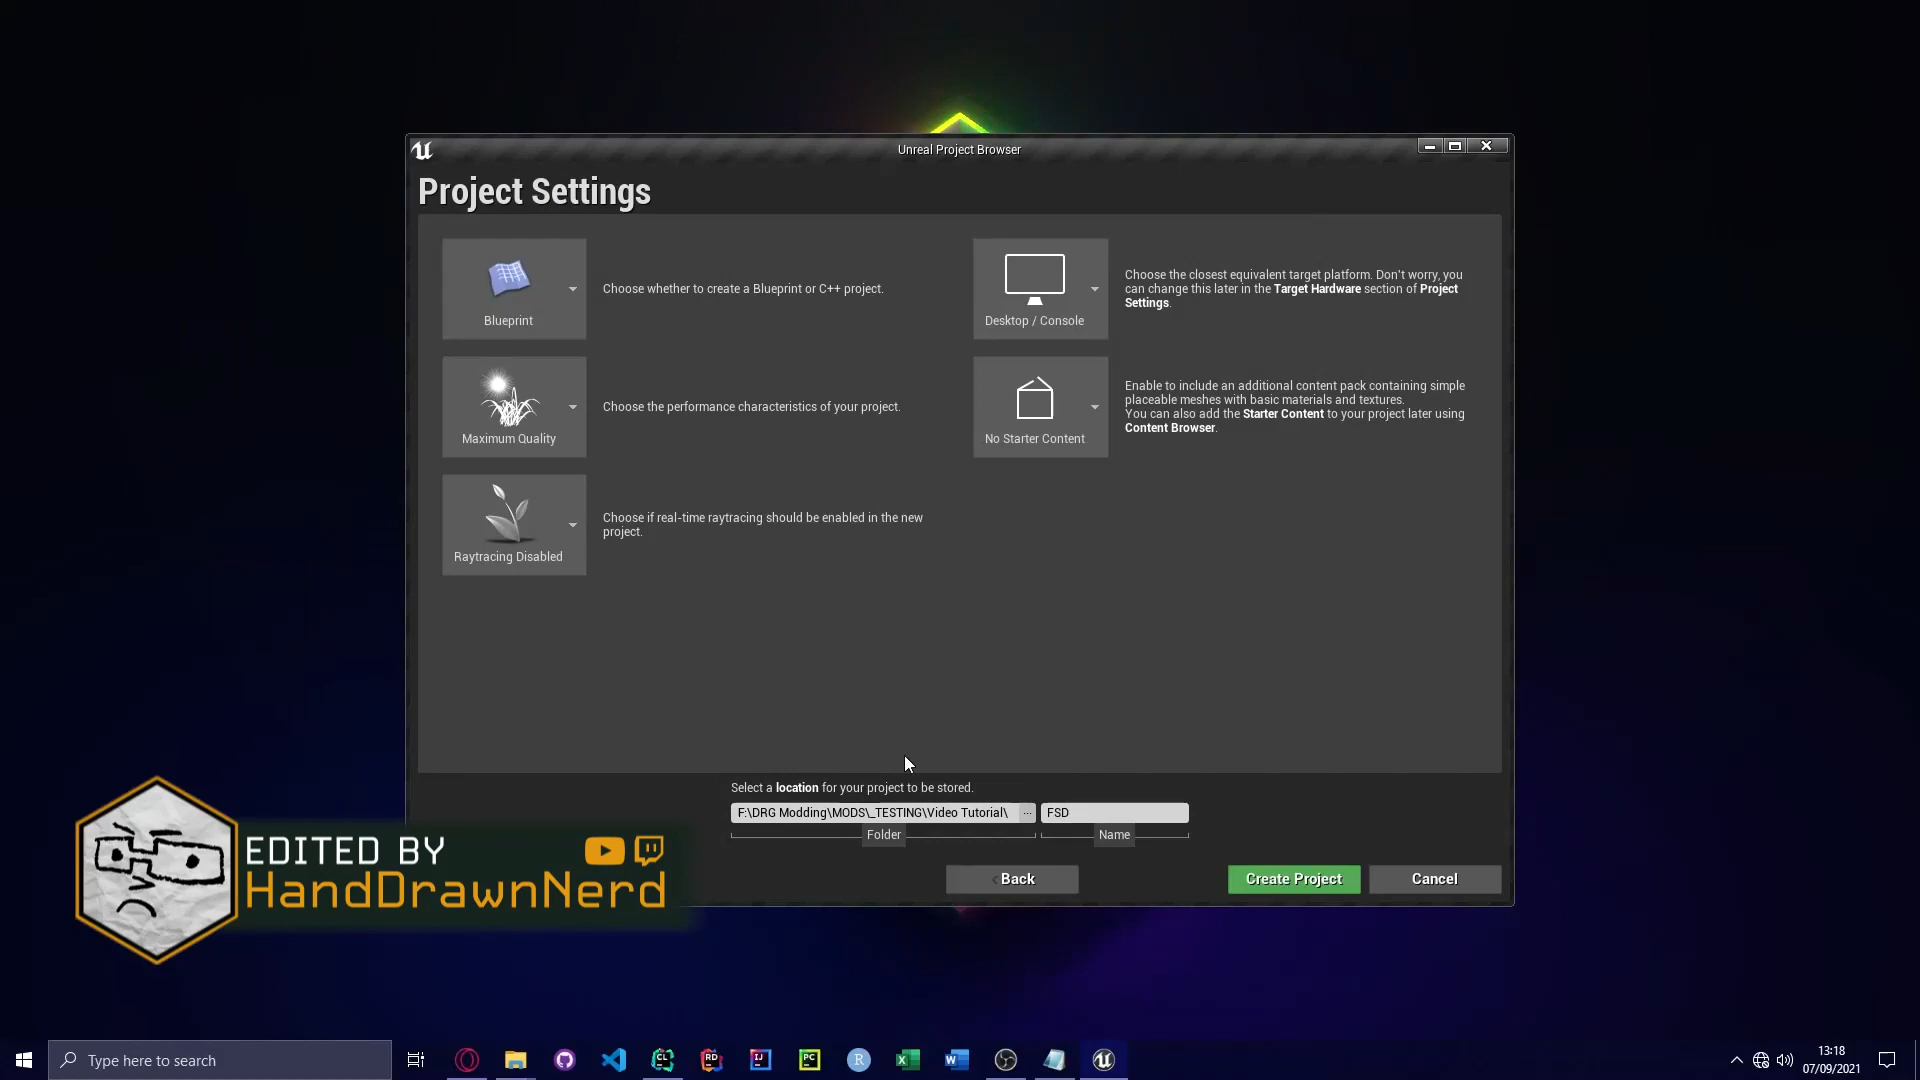 Unreal Project Browser
Project Settings
Blueprint
Choose whether to create a Blueprint or C++ project.
Desktop / Console
Choose the closest equivalent target platform. Don't worry, you
can change this later in the Target Hardware section of Project
Settings.
Maximum Quality
Choose the performance characteristics of your project.
No Starter Content
Enable to include an additional content pack containing simple
placeable meshes with basic materials and textures.
You can also add the Starter Content to your project later using
Content Browser.
Raytracing Disabled
Choose if real-time raytracing should be enabled in the new
project.
Select a location for your project to be stored.
F:\DRG Modding\MODS\_TESTING\Video Tutorial\
...
FSD
Folder
Name
Back
Create Project
Cancel
EDITED BY
HandDrawnNerd
Type here to search
CL
RD
IJ
PC
R
X
W
13:18
07/09/2021